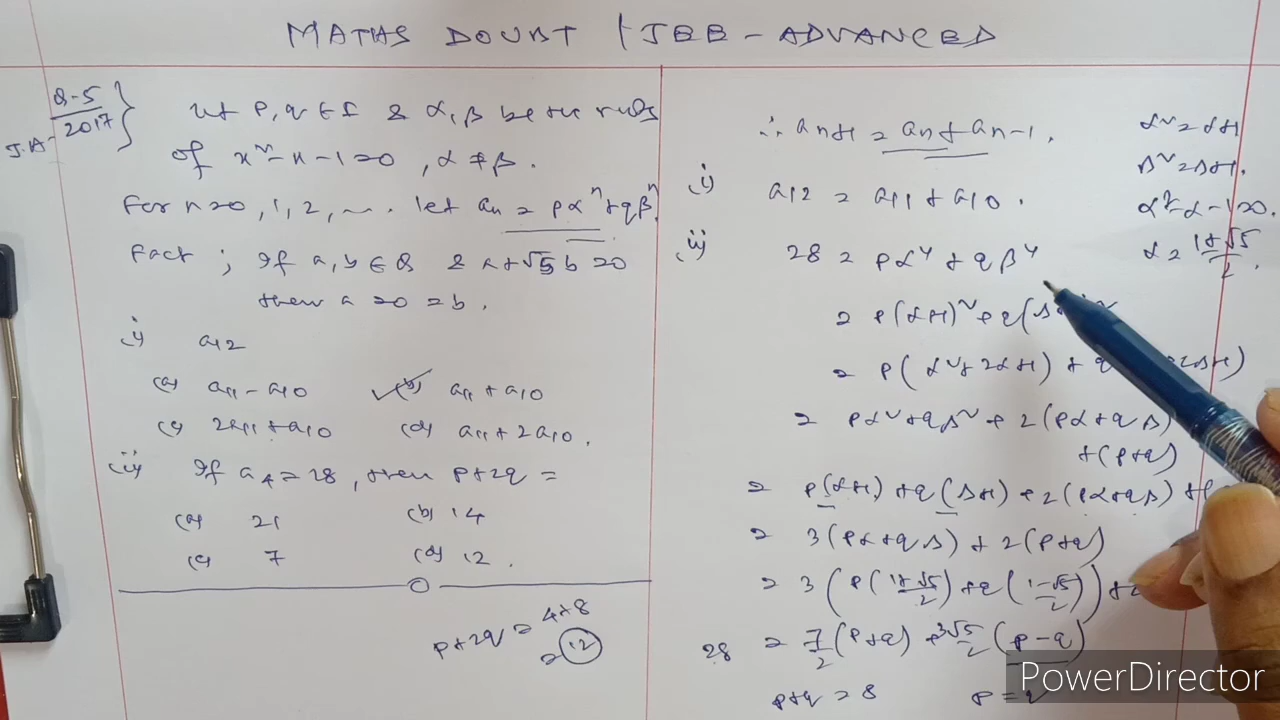 MATHS DOUBT | JEE - ADVANCED
Q-5
2017
J.A-
Let p, q ∈ I & α, β be the roots
of x² - x - 1 = 0, α ≠ β.
For n = 0, 1, 2, .... let an = pα^n + qβ^n
Fact ; If a, b ∈ Q & a + √5 b = 0
then a = 0 = b.
i) a12
(a) a11 - a10 (b) a11 + a10
(c) 2a11 + a10 (d) a11 + 2a10.
ii) If a4 = 28, then p+2q =
(a) 21 (b) 14
(c) 7 (d) 12.
p+2q = 4+8
= 12
∴ an+1 = an + an-1.
i) a12 = a11 + a10.
ii) 28 = pα⁴ + qβ⁴
= p(α+1)² + q(
= p(α² + 2α+1) + q
= pα² + qβ² + 2(pα + qβ)
+ (p+q)
= p(α+1) + q(β+1) + 2(pα+qβ) +
= 3(pα + qβ) + 2(p+q)
= 3(p(1+√5/2) + q(1-√5/2)) +
28 = 7/2 (p+q) + 3√5/2 (p-q)
p+q = 8 p = q
α² = α+1
β² = β+1.
α² - α - 1 = 0.
α = 1+√5/2.
PowerDirector